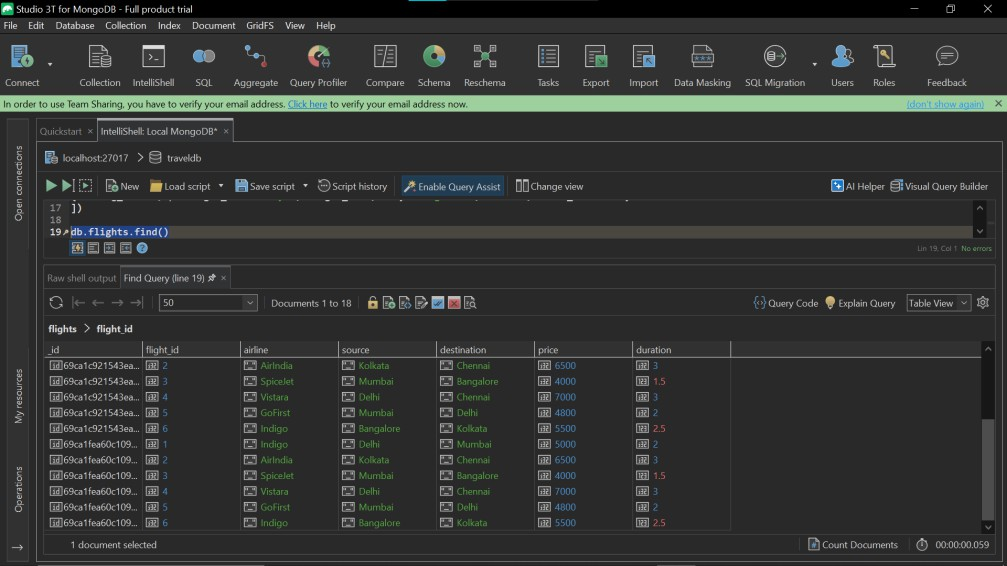 Studio 3T for MongoDB - Full product trial
File Edit Database Collection Index Document GridFS View Help
Connect Collection IntelliShell SQL Aggregate Query Profiler Compare Schema Reschema Tasks Export Import Data Masking SQL Migration Users Roles Feedback
In order to use Team Sharing, you have to verify your email address. Click here to verify your email address now. (don't show again)
Open connections
My resources
Operations
Quickstart IntelliShell: Local MongoDB*
localhost:27017 traveldb
New Load script Save script Script history Enable Query Assist Change view AI Helper Visual Query Builder
17 ])
18
19 db.flights.find()
Lin 19, Col 1 No errors
Raw shell output Find Query (line 19)
50 Documents 1 to 18 Query Code Explain Query Table View
flights > flight_id
_id flight_id airline source destination price duration
69ca1c921543ea... 2 AirIndia Kolkata Chennai 6500 3
69ca1c921543ea... 3 SpiceJet Mumbai Bangalore 4000 1.5
69ca1c921543ea... 4 Vistara Delhi Chennai 7000 3
69ca1c921543ea... 5 GoFirst Mumbai Delhi 4800 2
69ca1c921543ea... 6 Indigo Bangalore Kolkata 5500 2.5
69ca1fea60c109... 1 Indigo Delhi Mumbai 5000 2
69ca1fea60c109... 2 AirIndia Kolkata Chennai 6500 3
69ca1fea60c109... 3 SpiceJet Mumbai Bangalore 4000 1.5
69ca1fea60c109... 4 Vistara Delhi Chennai 7000 3
69ca1fea60c109... 5 GoFirst Mumbai Delhi 4800 2
69ca1fea60c109... 6 Indigo Bangalore Kolkata 5500 2.5
1 document selected Count Documents 00:00:00.059